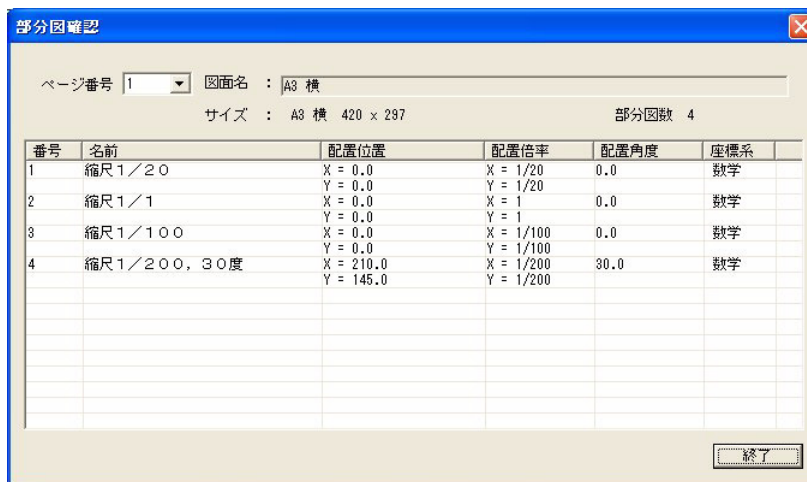 部分図確認
ページ番号 1 図面名 : A3 横
サイズ : A3 横 420 x 297 部分図数 4
番号 名前 配置位置 配置倍率 配置角度 座標系
1 縮尺1/20 X = 0.0 X = 1/20 0.0 数学
Y = 0.0 Y = 1/20
2 縮尺1/1 X = 0.0 X = 1 0.0 数学
Y = 0.0 Y = 1
3 縮尺1/100 X = 0.0 X = 1/100 0.0 数学
Y = 0.0 Y = 1/100
4 縮尺1/200,30度 X = 210.0 X = 1/200 30.0 数学
Y = 145.0 Y = 1/200
終了